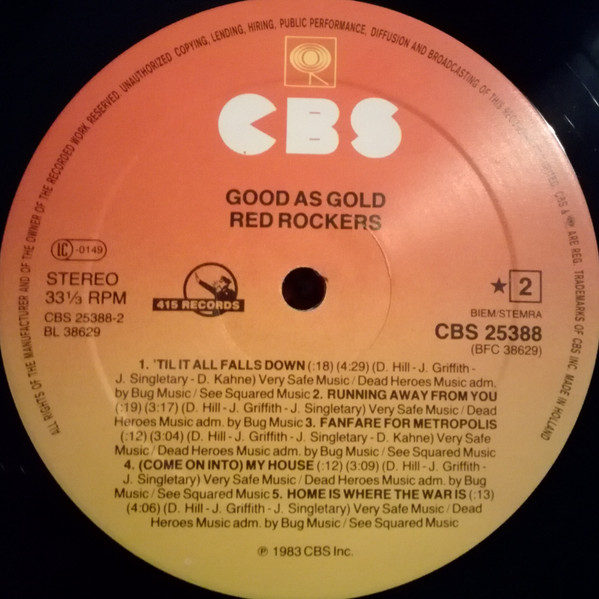 ALL RIGHTS OF THE MANUFACTURER AND OF THE OWNER OF THE RECORDED WORK RESERVED. UNAUTHORIZED COPYING, LENDING, HIRING, PUBLIC PERFORMANCE, DIFFUSION AND BROADCASTING OF THIS RECORD
CBS & ARE REG. TRADEMARKS OF CBS INC. MADE IN HOLLAND
CBS
GOOD AS GOLD
RED ROCKERS
LC -0149
STEREO
33⅓ RPM
CBS 25388-2
BL 38629
415 RECORDS
★ 2
BIEM/STEMRA
CBS 25388
(BFC 38629)
1. 'TIL IT ALL FALLS DOWN (:18) (4:29) (D. Hill - J. Griffith -
J. Singletary - D. Kahne) Very Safe Music / Dead Heroes Music adm.
by Bug Music / See Squared Music 2. RUNNING AWAY FROM YOU
(:19) (3:17) (D. Hill - J. Griffith - J. Singletary) Very Safe Music / Dead
Heroes Music adm. by Bug Music 3. FANFARE FOR METROPOLIS
(:12) (3:04) (D. Hill - J. Griffith - J. Singletary - D. Kahne) Very Safe
Music / Dead Heroes Music adm. by Bug Music / See Squared Music
4. (COME ON INTO) MY HOUSE (:12) (3:09) (D. Hill - J. Griffith -
J. Singletary) Very Safe Music / Dead Heroes Music adm. by Bug
Music / See Squared Music 5. HOME IS WHERE THE WAR IS (:13)
(4:06) (D. Hill - J. Griffith - J. Singletary) Very Safe Music / Dead
Heroes Music adm. by Bug Music / See Squared Music
℗ 1983 CBS Inc.